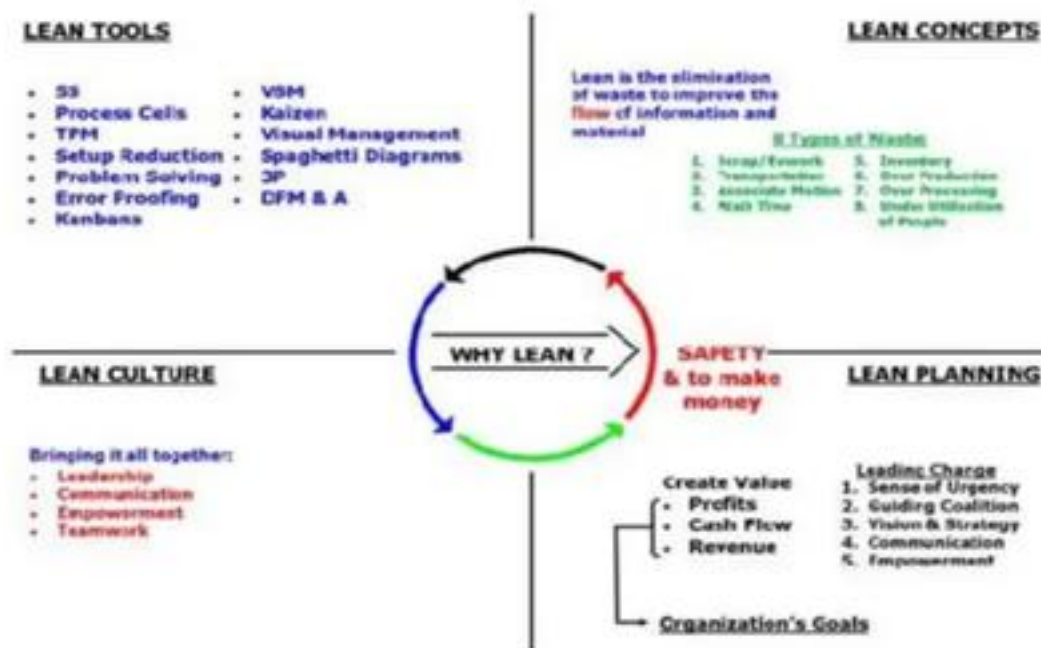 LEAN TOOLS
• 5S
• Process Cells
• TPM
• Setup Reduction
• Problem Solving
• Error Proofing
• Kanbans
• VSM
• Kaizen
• Visual Management
• Spaghetti Diagrams
• 3P
• DFM & A
LEAN CONCEPTS
Lean is the elimination
of waste to improve the
flow of information and
material
8 Types of Waste:
1. Scrap/Rework
2. Transportation
3. Associate Motion
4. Wait Time
5. Inventory
6. Over Production
7. Over Processing
8. Under Utilization
of People
WHY LEAN ?
SAFETY
& to make
money
LEAN CULTURE
Bringing it all together:
• Leadership
• Communication
• Empowerment
• Teamwork
LEAN PLANNING
Create Value
• Profits
• Cash Flow
• Revenue
Leading Change
1. Sense of Urgency
2. Guiding Coalition
3. Vision & Strategy
4. Communication
5. Empowerment
Organization's Goals